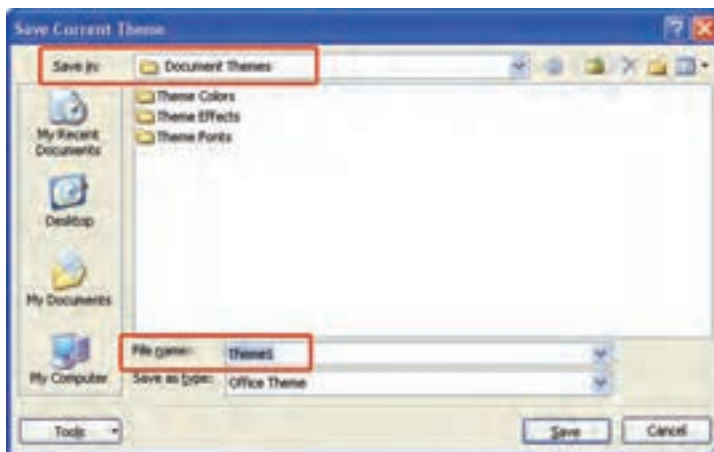 Save Current Theme
Save in: Document Themes
Theme Colors
Theme Effects
Theme Fonts
My Recent
Documents
Desktop
My Documents
My Computer
File name: Theme1
Save as type: Office Theme
Tools Save Cancel